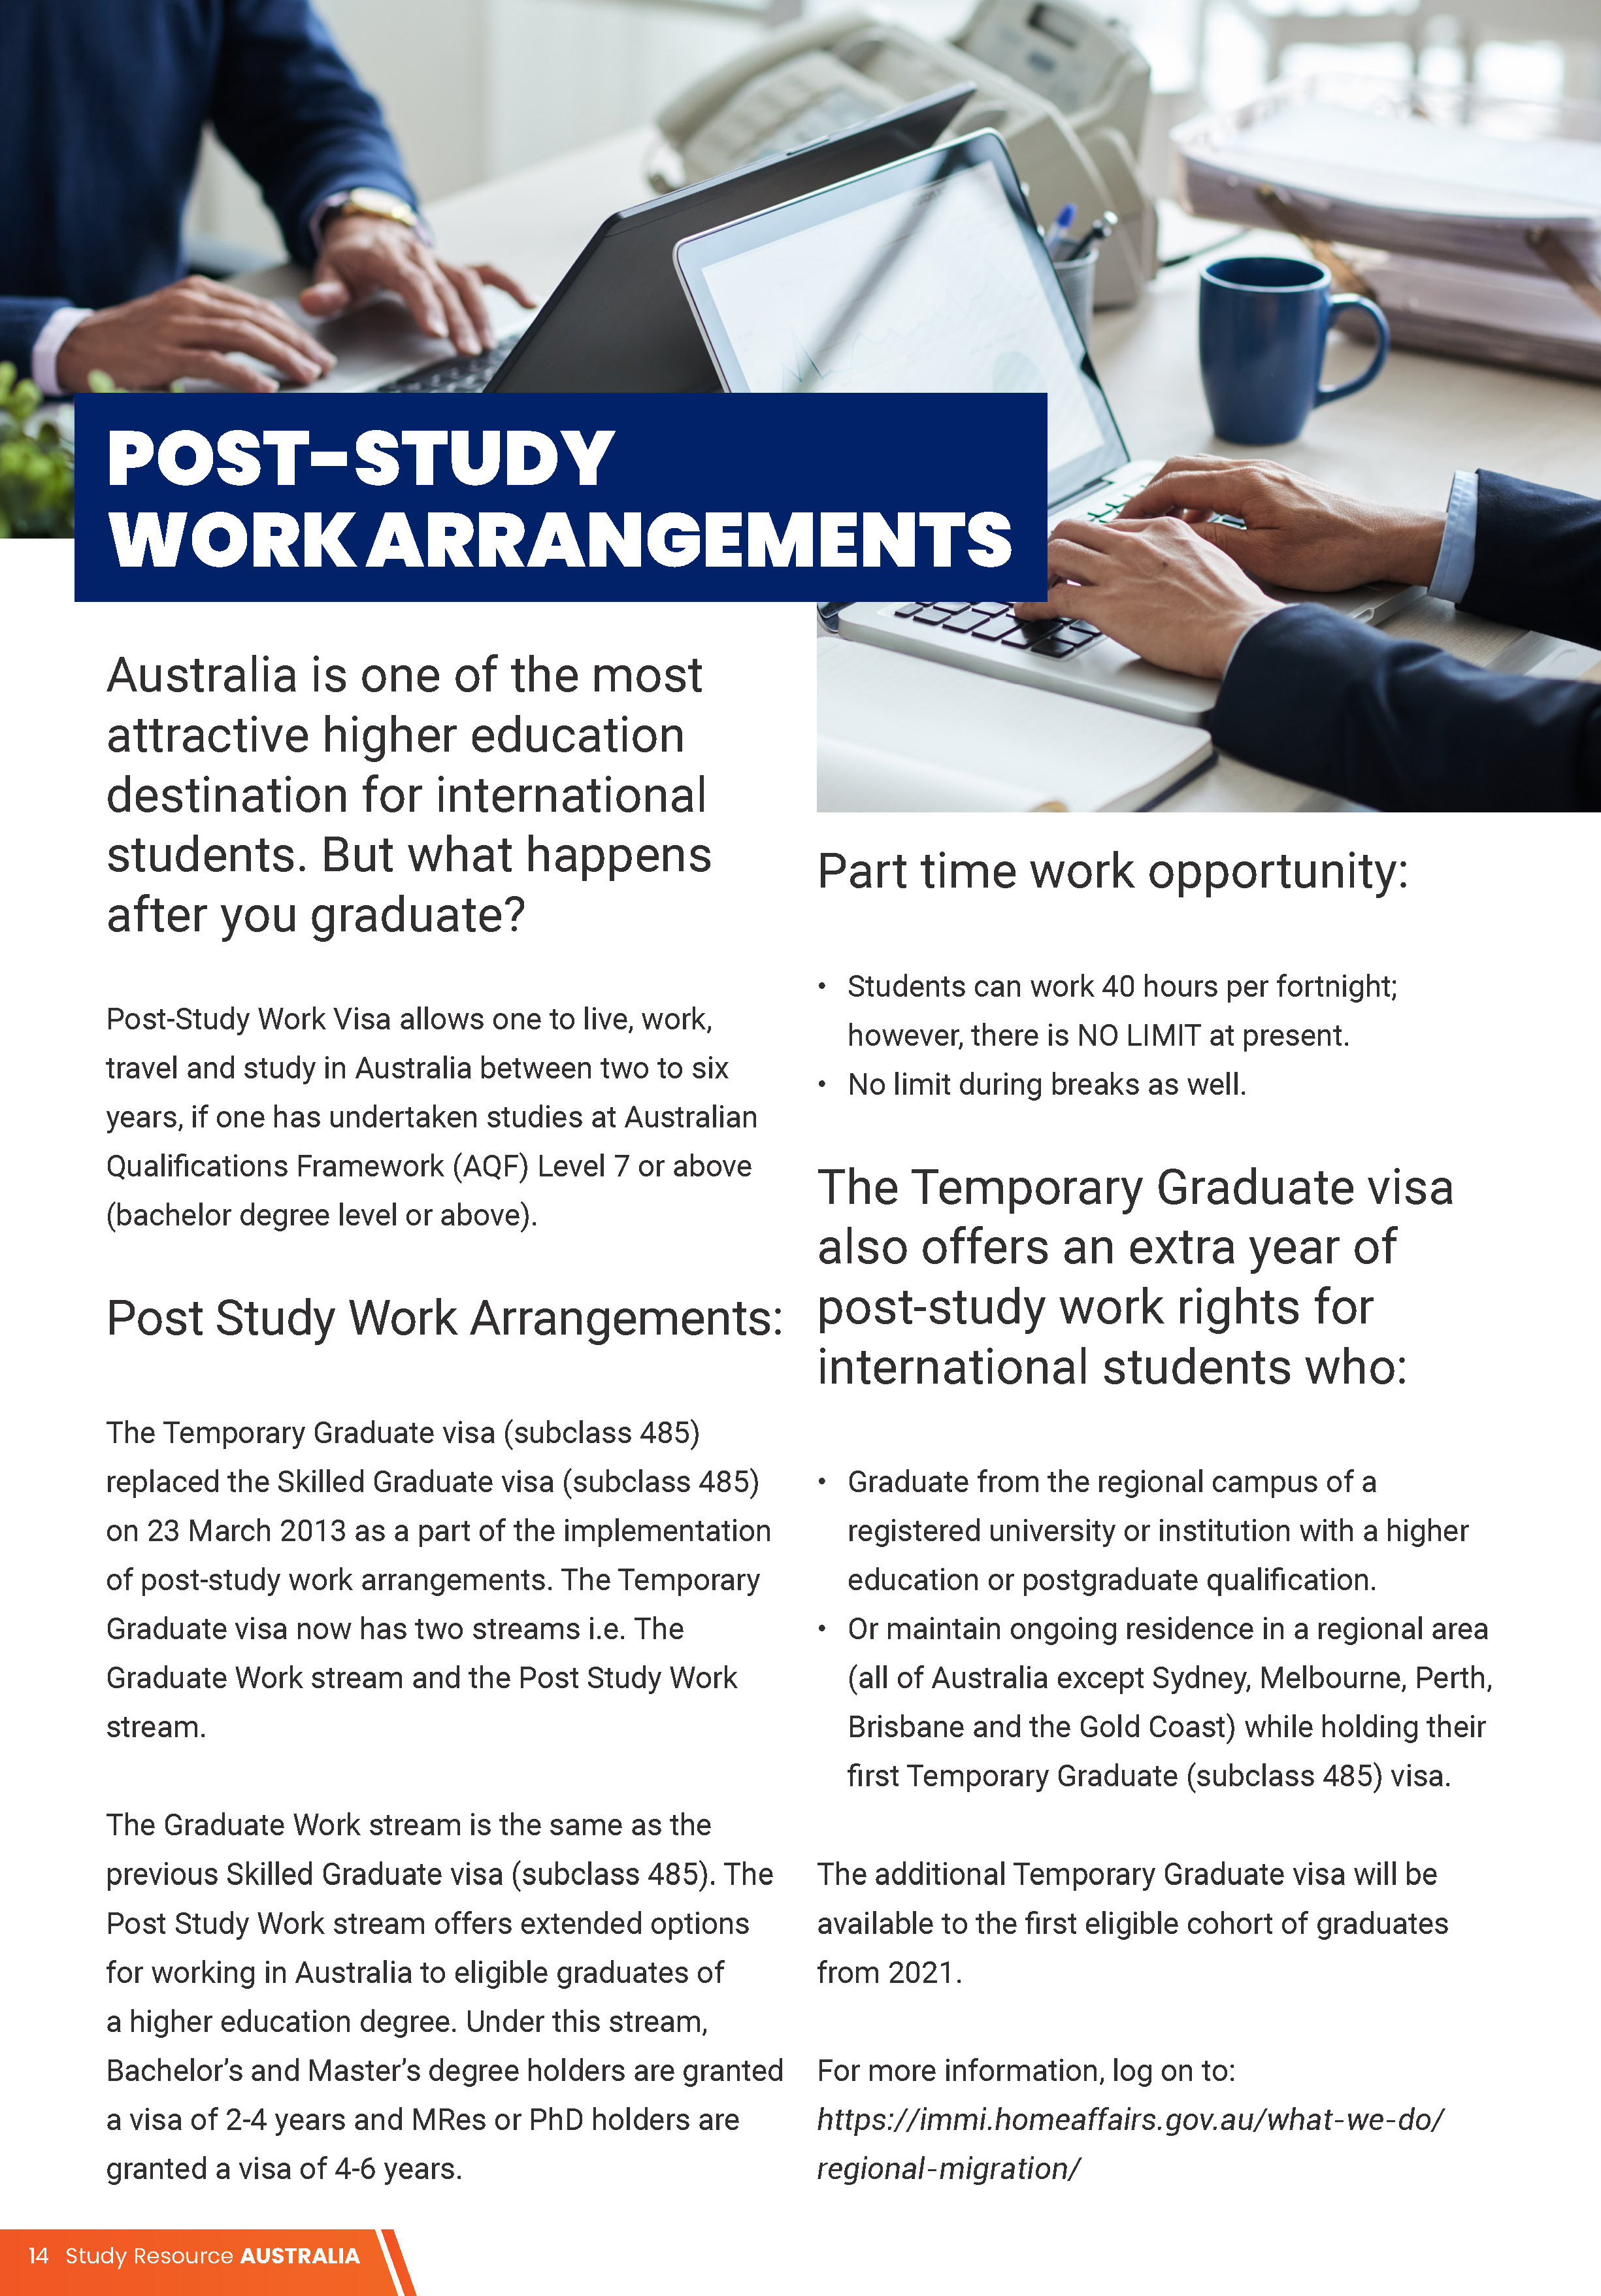 POST-STUDY
WORK ARRANGEMENTS
Australia is one of the most
attractive higher education
destination for international
students. But what happens
after you graduate?
Post-Study Work Visa allows one to live, work,
travel and study in Australia between two to six
years, if one has undertaken studies at Australian
Qualifications Framework (AQF) Level 7 or above
(bachelor degree level or above).
Post Study Work Arrangements:
The Temporary Graduate visa (subclass 485)
replaced the Skilled Graduate visa (subclass 485)
on 23 March 2013 as a part of the implementation
of post-study work arrangements. The Temporary
Graduate visa now has two streams i.e. The
Graduate Work stream and the Post Study Work
stream.
The Graduate Work stream is the same as the
previous Skilled Graduate visa (subclass 485). The
Post Study Work stream offers extended options
for working in Australia to eligible graduates of
a higher education degree. Under this stream,
Bachelor’s and Master’s degree holders are granted
a visa of 2-4 years and MRes or PhD holders are
granted a visa of 4-6 years.
Part time work opportunity:
• Students can work 40 hours per fortnight;
however, there is NO LIMIT at present.
• No limit during breaks as well.
The Temporary Graduate visa
also offers an extra year of
post-study work rights for
international students who:
• Graduate from the regional campus of a
registered university or institution with a higher
education or postgraduate qualification.
• Or maintain ongoing residence in a regional area
(all of Australia except Sydney, Melbourne, Perth,
Brisbane and the Gold Coast) while holding their
first Temporary Graduate (subclass 485) visa.
The additional Temporary Graduate visa will be
available to the first eligible cohort of graduates
from 2021.
For more information, log on to:
https://immi.homeaffairs.gov.au/what-we-do/
regional-migration/
14 Study Resource AUSTRALIA